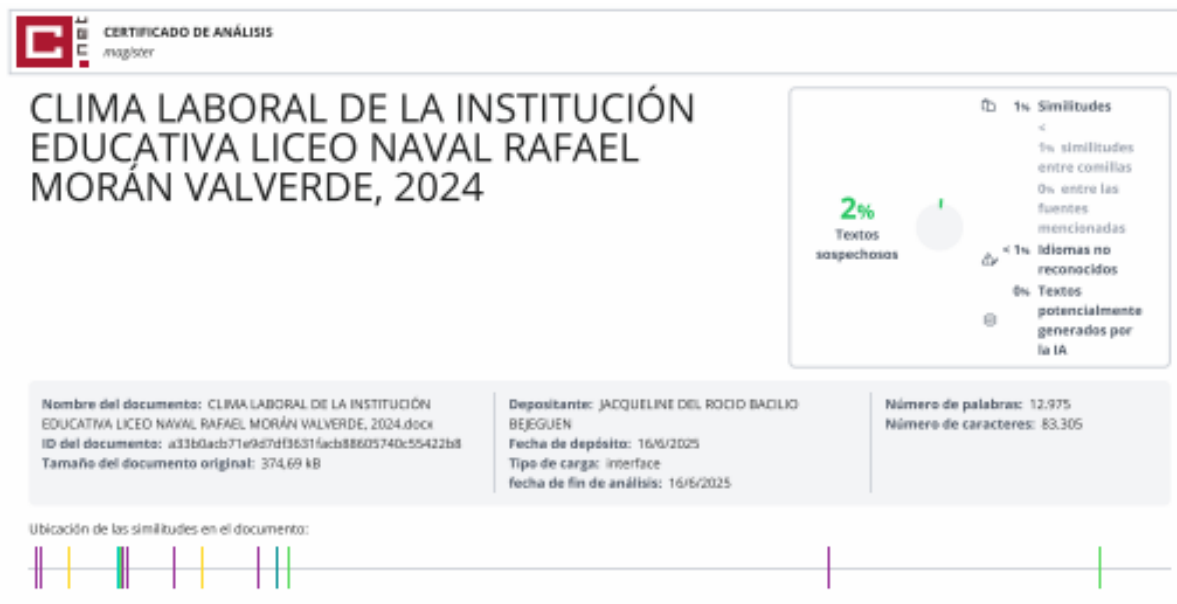 CERTIFICADO DE ANÁLISIS
magister
CLIMA LABORAL DE LA INSTITUCIÓN
EDUCATIVA LICEO NAVAL RAFAEL
MORÁN VALVERDE, 2024
2%
Textos
sospechosos
1% Similitudes
<
1% similitudes
entre comillas
0% entre las
fuentes
mencionadas
< 1% Idiomas no
reconocidos
0% Textos
potencialmente
generados por
la IA
Nombre del documento: CLIMA LABORAL DE LA INSTITUCIÓN
EDUCATIVA LICEO NAVAL RAFAEL MORÁN VALVERDE, 2024.docx
ID del documento: a33b0acb71e9d7df3631facb88605740c55422b8
Tamaño del documento original: 374,69 kB
Depositante: JACQUELINE DEL ROCIO BACILIO
BEJEGUEN
Fecha de depósito: 16/6/2025
Tipo de carga: interface
fecha de fin de análisis: 16/6/2025
Número de palabras: 12.975
Número de caracteres: 83.305
Ubicación de las similitudes en el documento: